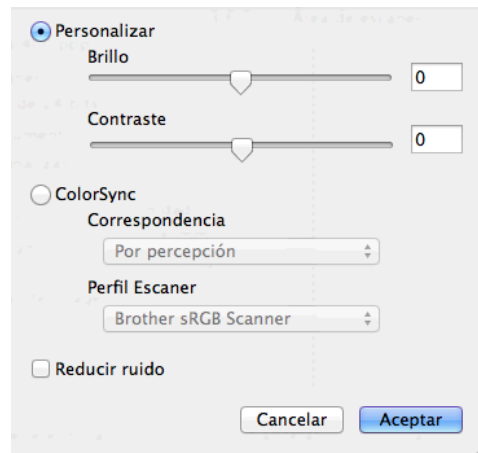 Personalizar
Brillo
0
Contraste
0
ColorSync
Correspondencia
Por percepción
Perfil Escaner
Brother sRGB Scanner
Reducir ruido
Cancelar Aceptar